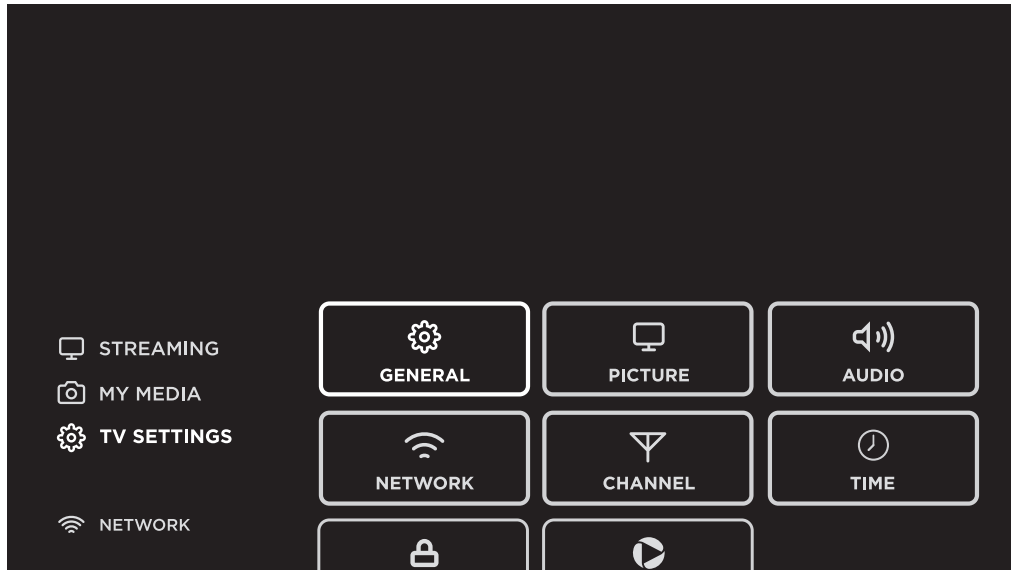 STREAMING
MY MEDIA
TV SETTINGS
NETWORK
GENERAL
PICTURE
AUDIO
NETWORK
CHANNEL
TIME